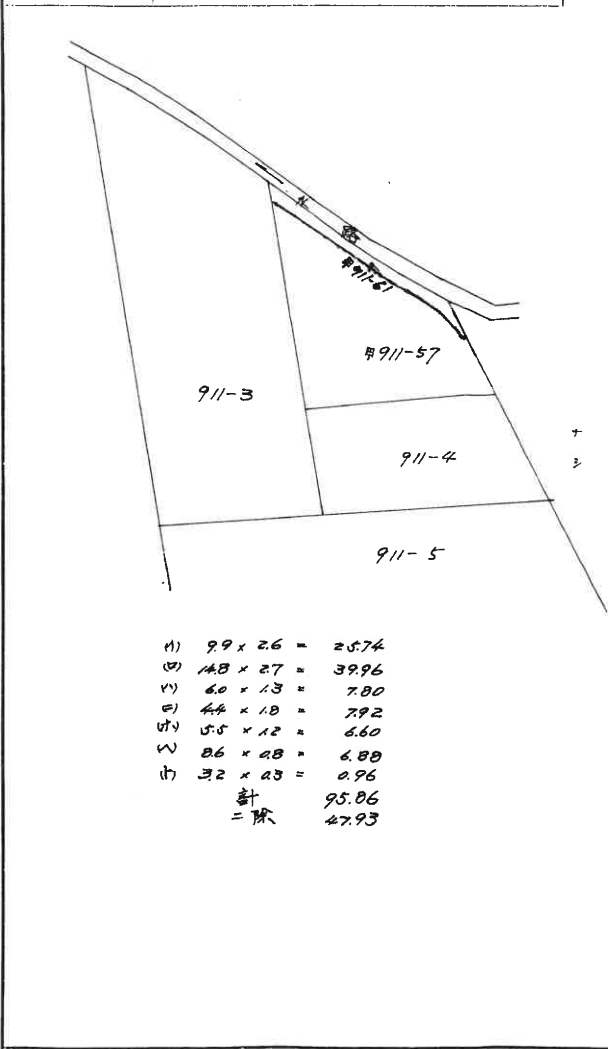 水路
甲911-61
甲911-57
911-3
911-4
911-5
(イ) 9.9 × 2.6 = 25.74
(ロ) 14.8 × 2.7 = 39.96
(ハ) 6.0 × 1.3 = 7.80
(ニ) 4.4 × 1.8 = 7.92
(ホ) 5.5 × 1.2 = 6.60
(ヘ) 8.6 × 0.8 = 6.88
(ト) 3.2 × 0.3 = 0.96
計 95.86
二除 47.93